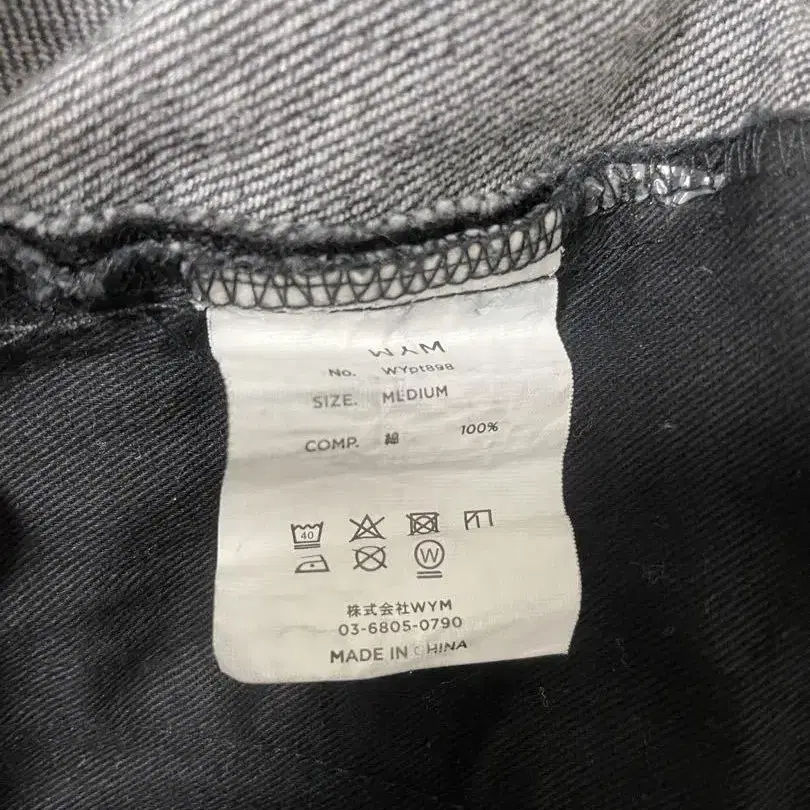 WYM
No. WYpt898
SIZE. MEDIUM
COMP. 綿 100%
40
W
株式会社WYM
03-6805-0790
MADE IN CHINA